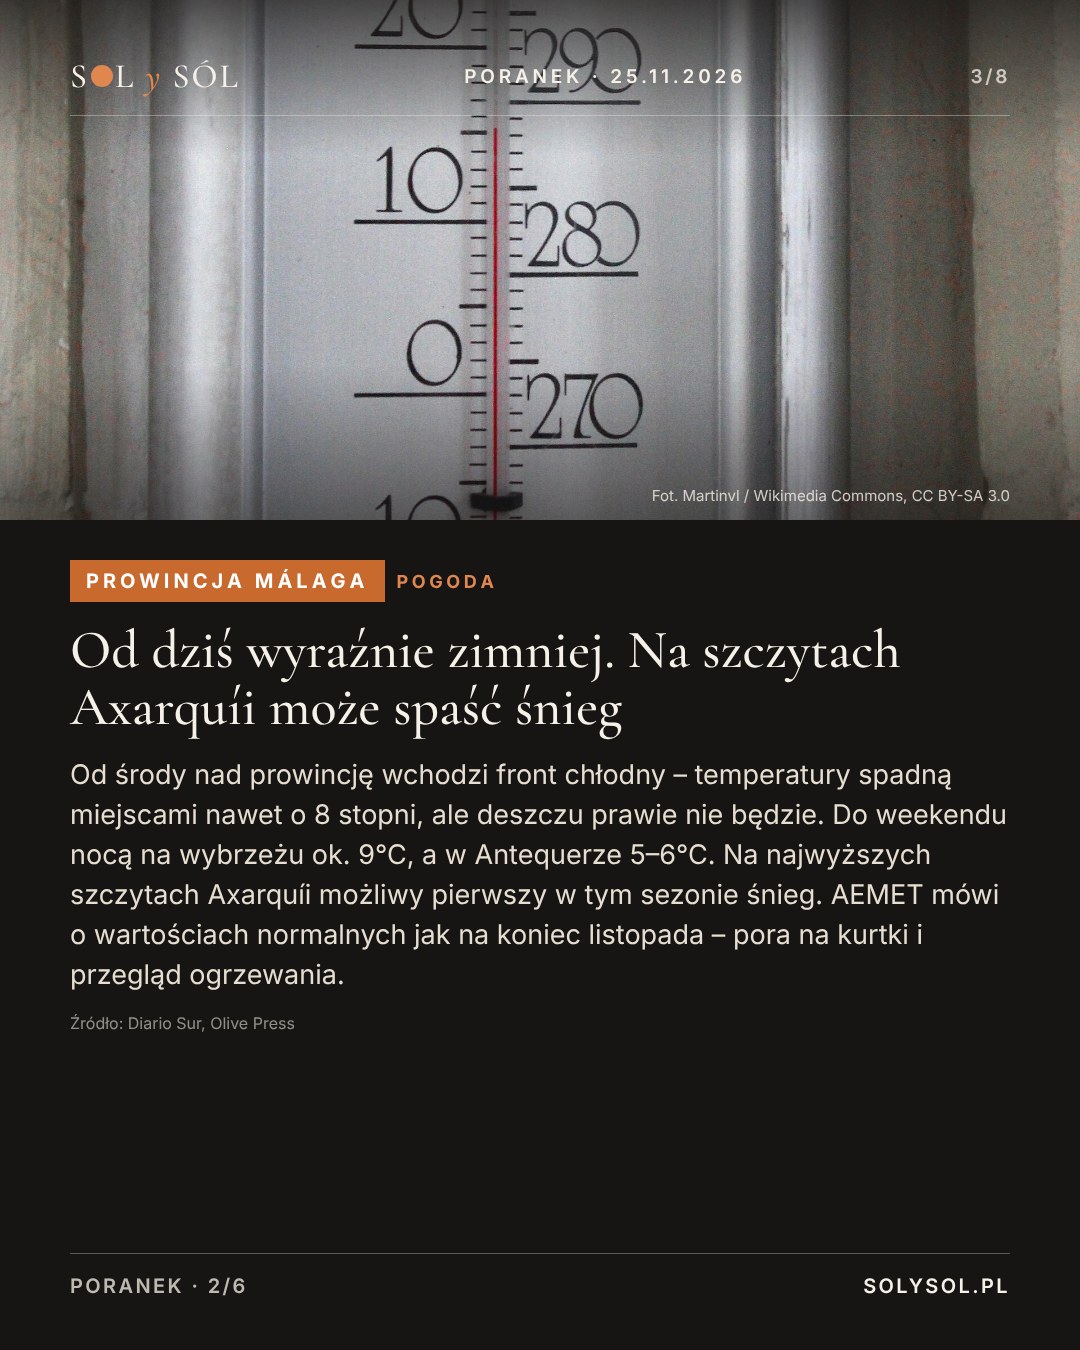 SOL y SÓL
PORANEK · 25.11.2026
3/8
20
290
10
280
0
270
10
Fot. Martinvl / Wikimedia Commons, CC BY-SA 3.0
PROWINCJA MÁLAGA POGODA
Od dziś wyraźnie zimniej. Na szczytach
Axarquíi może spaść śnieg
Od środy nad prowincję wchodzi front chłodny – temperatury spadną
miejscami nawet o 8 stopni, ale deszczu prawie nie będzie. Do weekendu
nocą na wybrzeżu ok. 9°C, a w Antequerze 5–6°C. Na najwyższych
szczytach Axarquíi możliwy pierwszy w tym sezonie śnieg. AEMET mówi
o wartościach normalnych jak na koniec listopada – pora na kurtki i
przegląd ogrzewania.
Źródło: Diario Sur, Olive Press
PORANEK · 2/6
SOLYSOL.PL